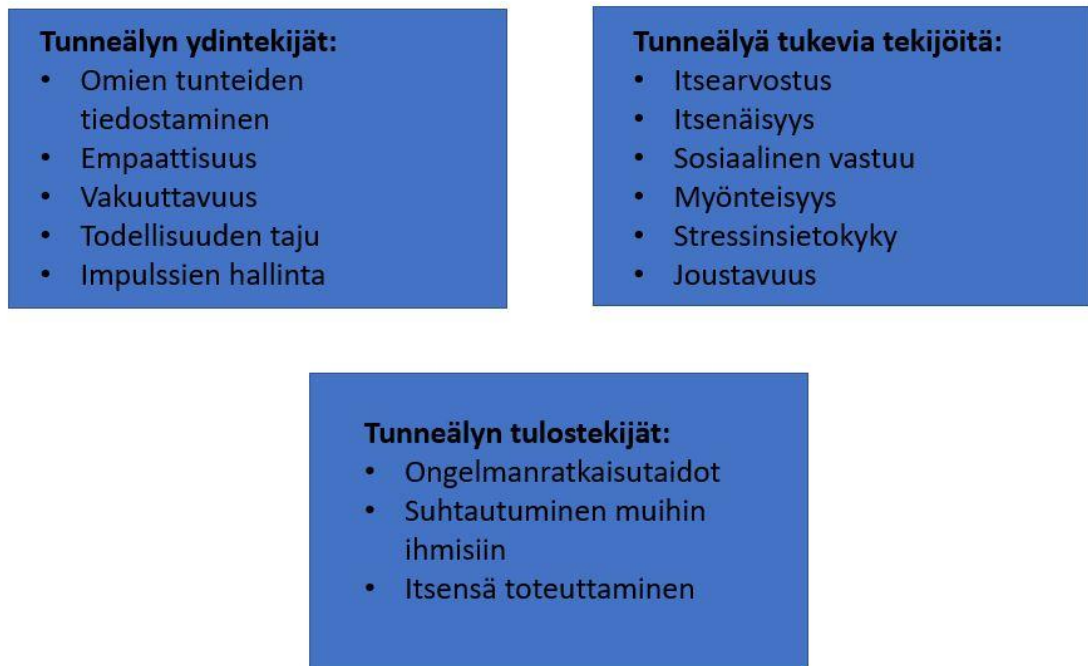 Tunneälyn ydintekijät:
• Omien tunteiden
tiedostaminen
• Empaattisuus
• Vakuuttavuus
• Todellisuuden taju
• Impulssien hallinta
Tunneälyä tukevia tekijöitä:
• Itsearvostus
• Itsenäisyys
• Sosiaalinen vastuu
• Myönteisyys
• Stressinsietokyky
• Joustavuus
Tunneälyn tulostekijät:
• Ongelmanratkaisutaidot
• Suhtautuminen muihin
ihmisiin
• Itsensä toteuttaminen